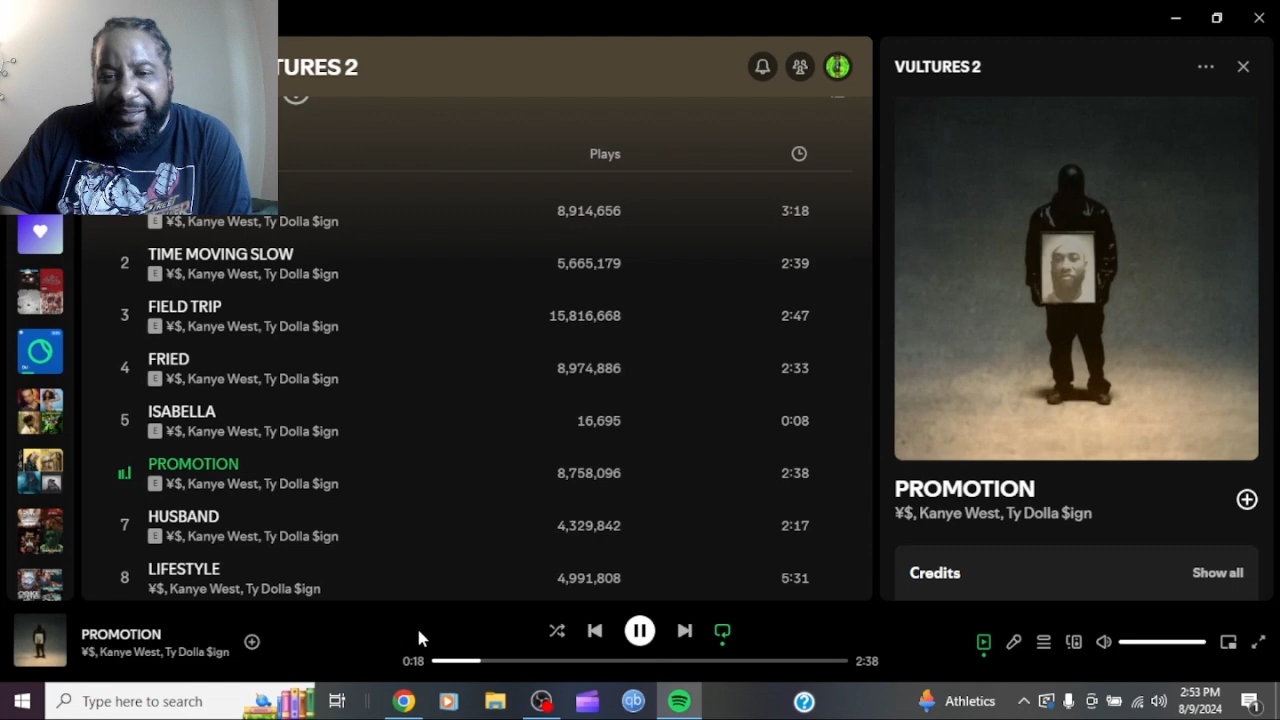 TURES 2
VULTURES 2
Plays
8,914,656
3:18
E ¥$, Kanye West, Ty Dolla $ign
2
TIME MOVING SLOW
5,665,179
2:39
E ¥$, Kanye West, Ty Dolla $ign
3
FIELD TRIP
15,816,668
2:47
E ¥$, Kanye West, Ty Dolla $ign
4
FRIED
8,974,886
2:33
E ¥$, Kanye West, Ty Dolla $ign
5
ISABELLA
16,695
0:08
E ¥$, Kanye West, Ty Dolla $ign
PROMOTION
8,758,096
2:38
E ¥$, Kanye West, Ty Dolla $ign
7
HUSBAND
4,329,842
2:17
E ¥$, Kanye West, Ty Dolla $ign
8
LIFESTYLE
4,991,808
5:31
¥$, Kanye West, Ty Dolla $ign
PROMOTION
¥$, Kanye West, Ty Dolla $ign
Credits
Show all
PROMOTION
¥$, Kanye West, Ty Dolla $ign
0:18
2:38
Type here to search
qb
Athletics
2:53 PM
8/9/2024
1
STREET